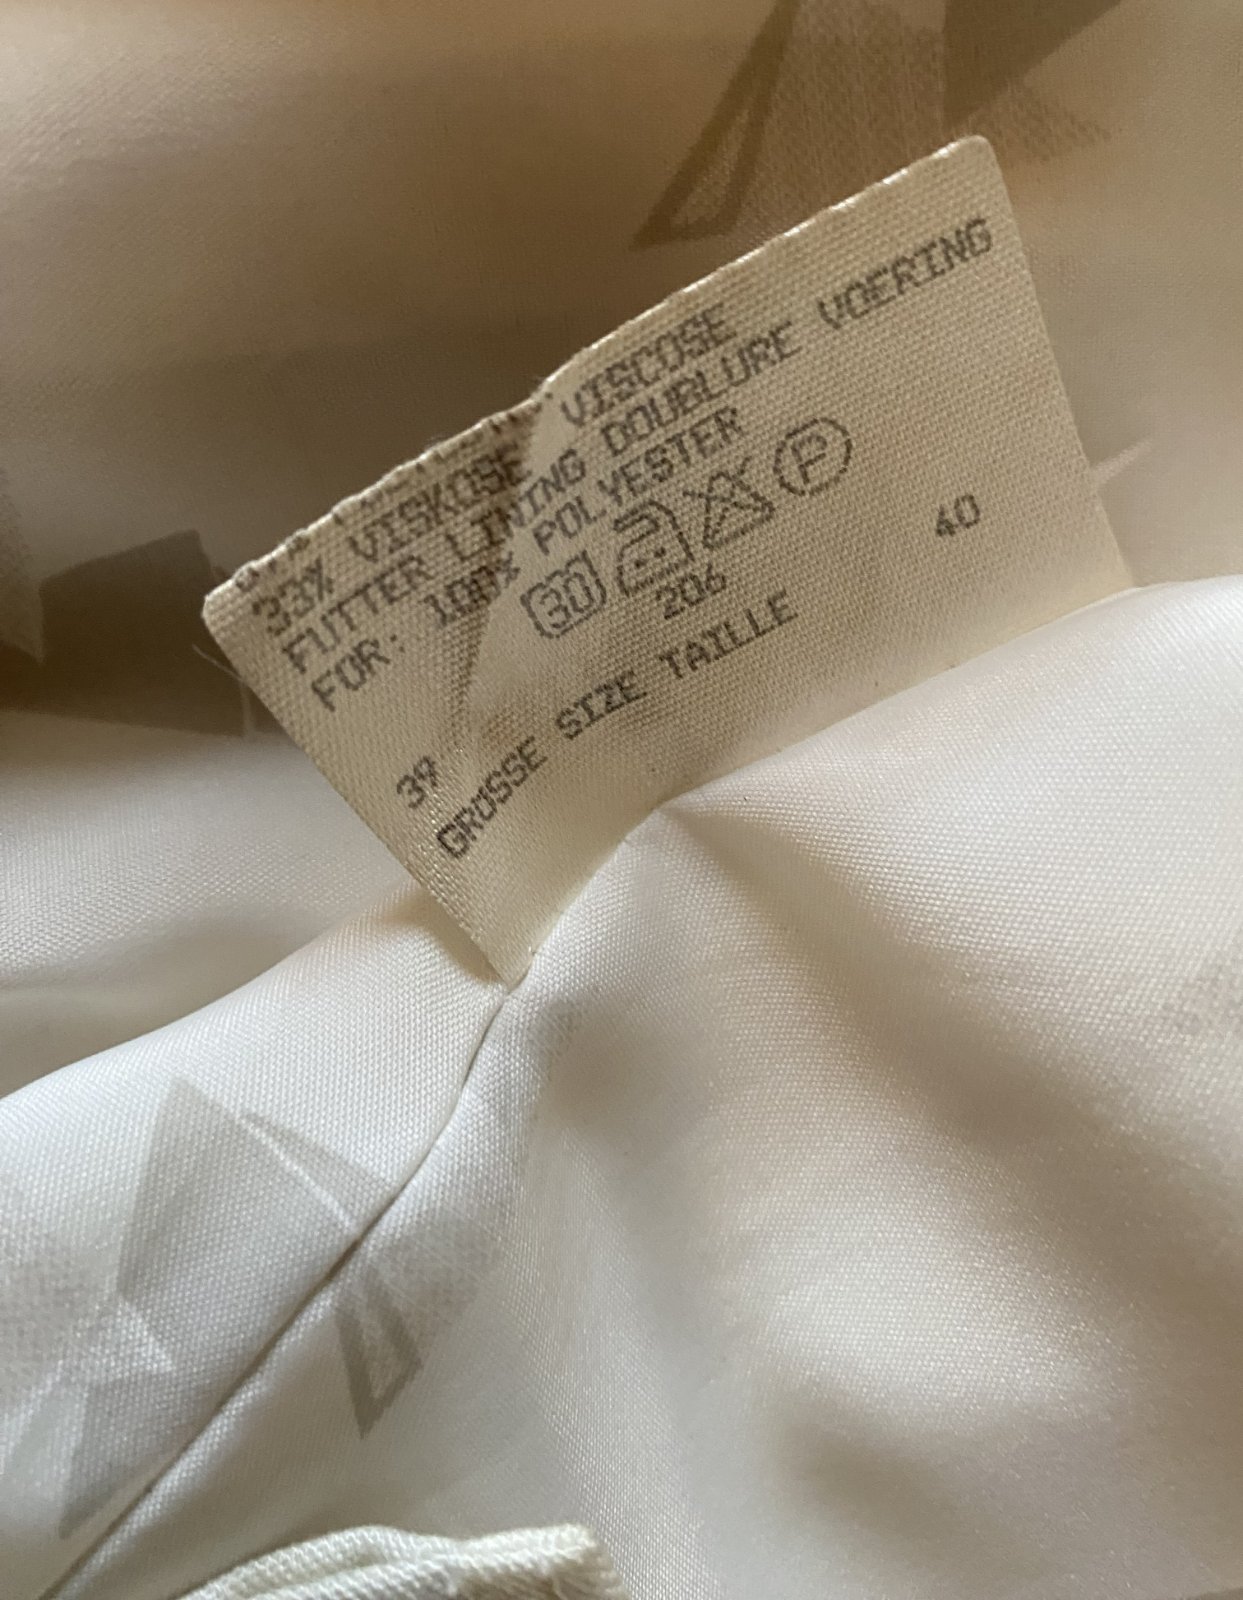 33% VISKOSE VISCOSE
FUTTER LINING DOUBLURE VOERING
FOR: 100% POLYESTER
30 P
206
39 40
GROSSE SIZE TAILLE